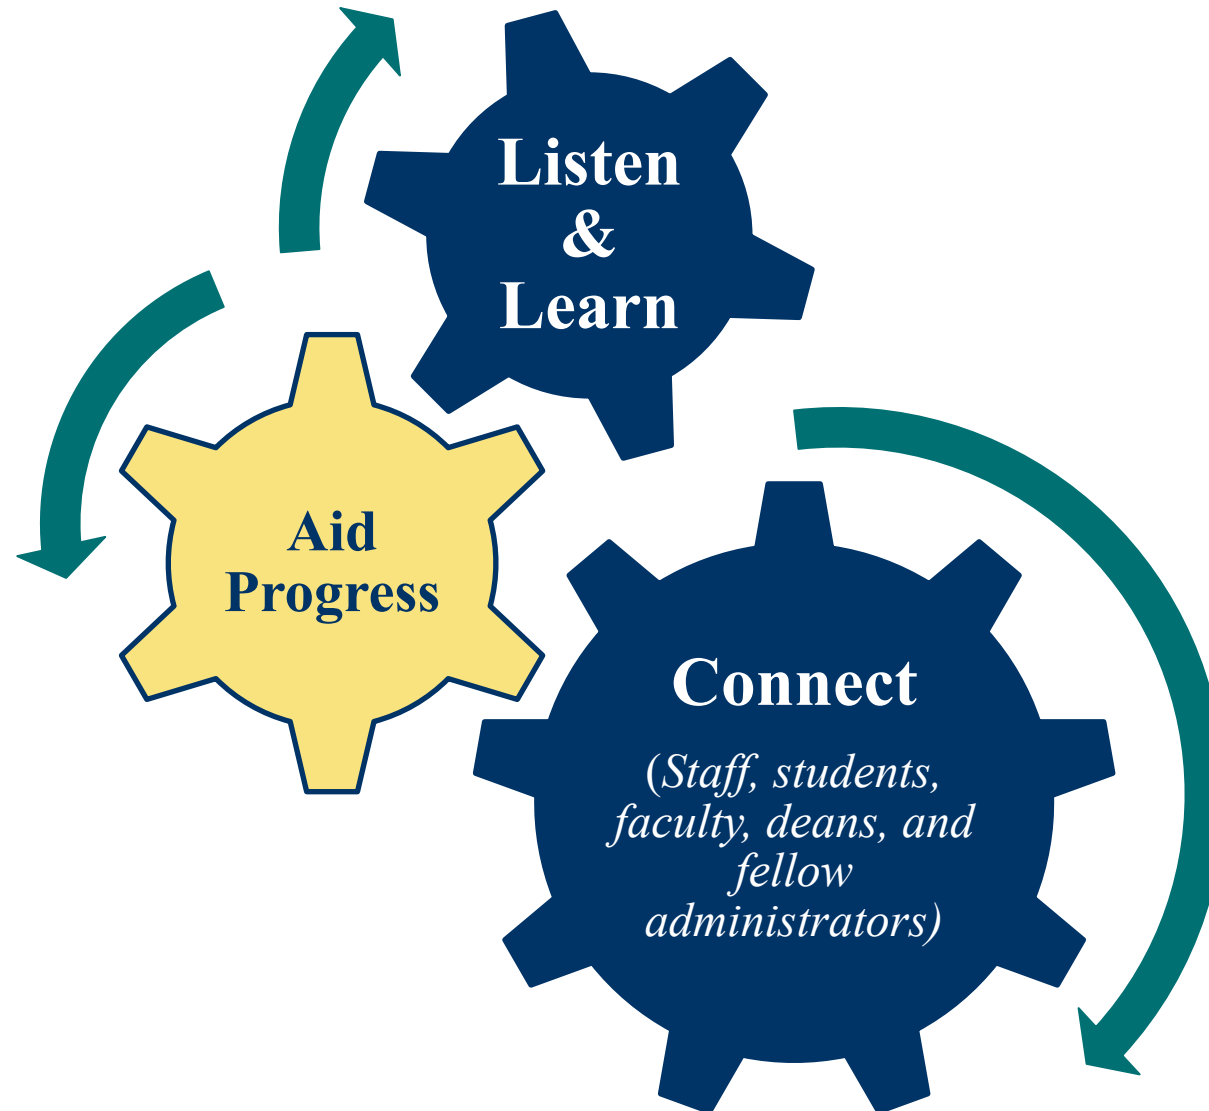 Listen
&
Learn
Aid
Progress
Connect
(Staff, students,
faculty, deans, and
fellow
administrators)